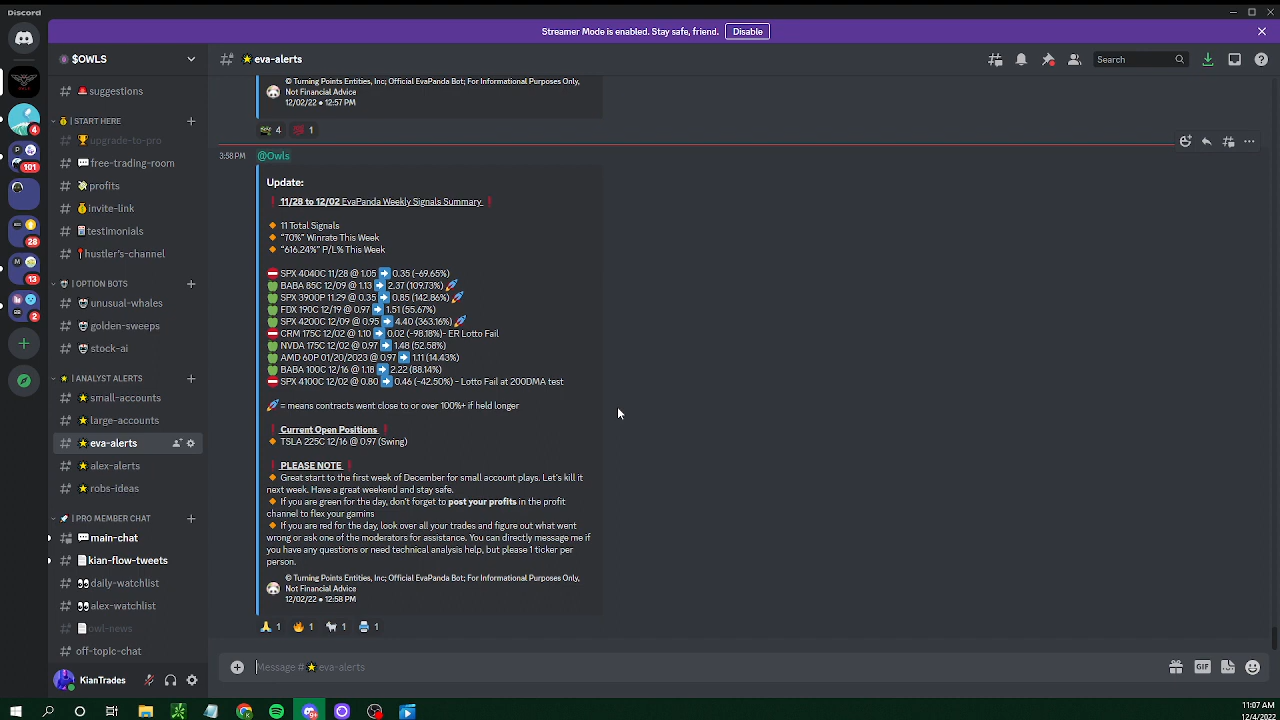 Discord
Streamer Mode is enabled. Stay safe, friend. Disable
$OWLS
suggestions
START HERE
upgrade-to-pro
free-trading-room
profits
invite-link
testimonials
hustler's-channel
OPTION BOTS
unusual-whales
golden-sweeps
stock-ai
ANALYST ALERTS
small-accounts
large-accounts
eva-alerts
alex-alerts
robs-ideas
PRO MEMBER CHAT
main-chat
kian-flow-tweets
daily-watchlist
alex-watchlist
owl-news
off-topic-chat
KianTrades
4
101
28
13
2
eva-alerts
Search
© Turning Points Entities, Inc; Official EvaPanda Bot; For Informational Purposes Only,
Not Financial Advice
12/02/22 • 12:57 PM
4 1
3:58 PM @Owls
Update:
❗ 11/28 to 12/02 EvaPanda Weekly Signals Summary ❗
🔸 11 Total Signals
🔸 "70%" Winrate This Week
🔸 "616.24%" P/L% This Week
⛔ SPX 4040C 11/28 @ 1.05 ➡ 0.35 (-69.65%)
🍏 BABA 85C 12/09 @ 1.13 ➡ 2.37 (109.73%) 🚀
🍏 SPX 3900P 11.29 @ 0.35 ➡ 0.85 (142.86%) 🚀
🍏 FDX 190C 12/19 @ 0.97 ➡ 1.51 (55.67%)
🍏 SPX 4200C 12/09 @ 0.95 ➡ 4.40 (363.16%) 🚀
⛔ CRM 175C 12/02 @ 1.10 ➡ 0.02 (-98.18%)- ER Lotto Fail
🍏 NVDA 175C 12/02 @ 0.97 ➡ 1.48 (52.58%)
🍏 AMD 60P 01/20/2023 @ 0.97 ➡ 1.11 (14.43%)
🍏 BABA 100C 12/16 @ 1.18 ➡ 2.22 (88.14%)
⛔ SPX 4100C 12/02 @ 0.80 ➡ 0.46 (-42.50%) - Lotto Fail at 200DMA test
🚀 = means contracts went close to or over 100%+ if held longer
❗ Current Open Positions ❗
🔸 TSLA 225C 12/16 @ 0.97 (Swing)
❗ PLEASE NOTE ❗
🔸 Great start to the first week of December for small account plays. Let's kill it
next week. Have a great weekend and stay safe.
🔸 If you are green for the day, don't forget to post your profits in the profit
channel to flex your gamins
🔸 If you are red for the day, look over all your trades and figure out what went
wrong or ask one of the moderators for assistance. You can directly message me if
you have any questions or need technical analysis help, but please 1 ticker per
person.
© Turning Points Entities, Inc; Official EvaPanda Bot; For Informational Purposes Only,
Not Financial Advice
12/02/22 • 12:58 PM
1 1 1 1
Message # eva-alerts
GIF
11:07 AM
12/4/2022